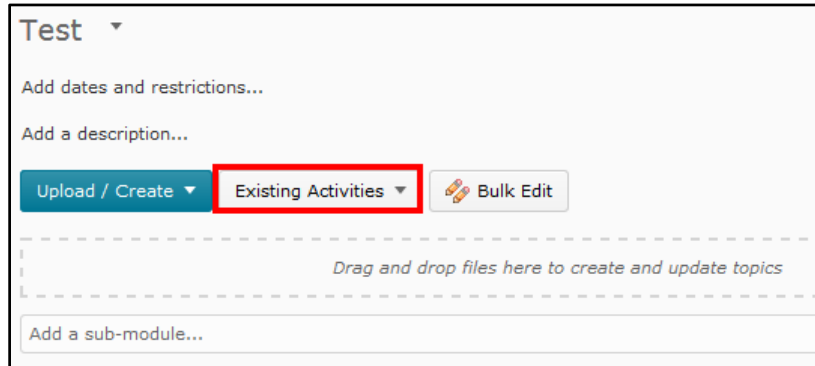 Test
Add dates and restrictions...
Add a description...
Upload / Create Existing Activities Bulk Edit
Drag and drop files here to create and update topics
Add a sub-module...